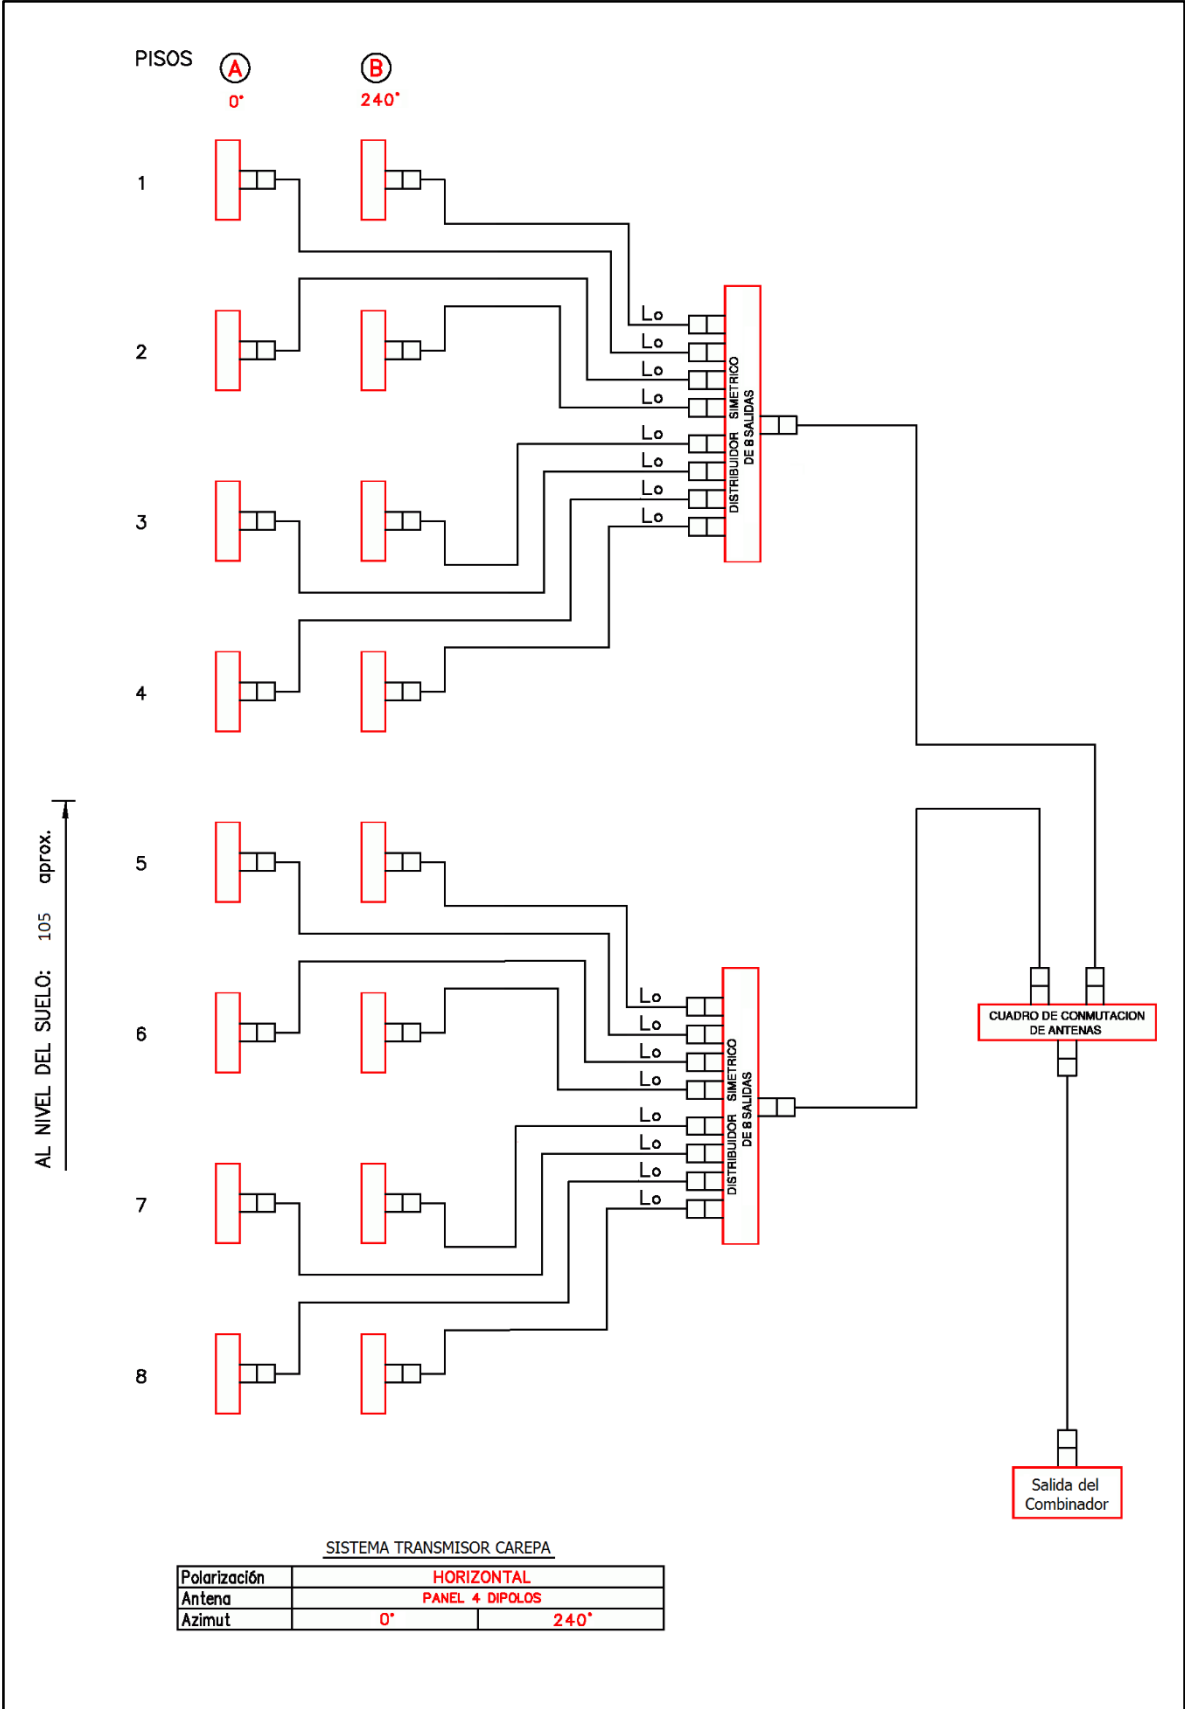 PISOS
A
B
0°
240°
1
2
3
4
5
6
7
8
Lo
Lo
Lo
Lo
Lo
Lo
Lo
Lo
DISTRIBUIDOR SIMETRICO
DE 8 SALIDAS
Lo
Lo
Lo
Lo
Lo
Lo
Lo
Lo
DISTRIBUIDOR SIMETRICO
DE 8 SALIDAS
AL NIVEL DEL SUELO: 105 aprox.
CUADRO DE CONMUTACION
DE ANTENAS
Salida del
Combinador
SISTEMA TRANSMISOR CAREPA
Polarización HORIZONTAL
Antena PANEL 4 DIPOLOS
Azimut 0° 240°